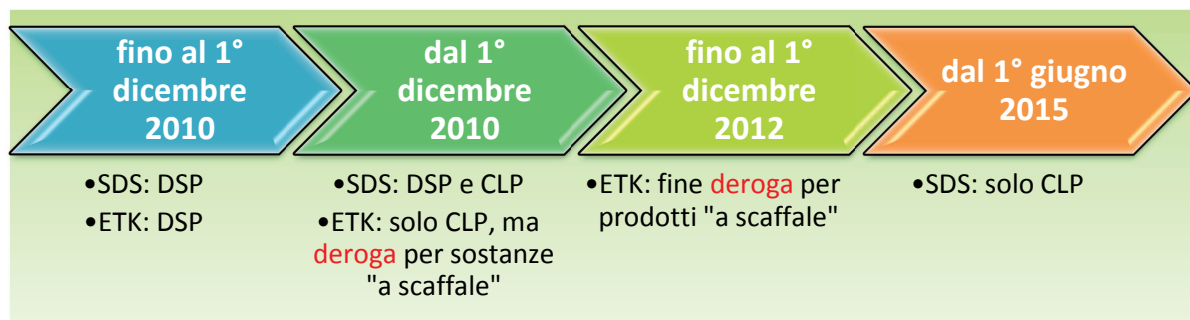 fino al 1°
dicembre
2010
dal 1°
dicembre
2010
fino al 1°
dicembre
2012
dal 1° giugno
2015
•SDS: DSP
•ETK: DSP
•SDS: DSP e CLP
•ETK: solo CLP, ma
deroga per sostanze
"a scaffale"
•ETK: fine deroga per
prodotti "a scaffale"
•SDS: solo CLP